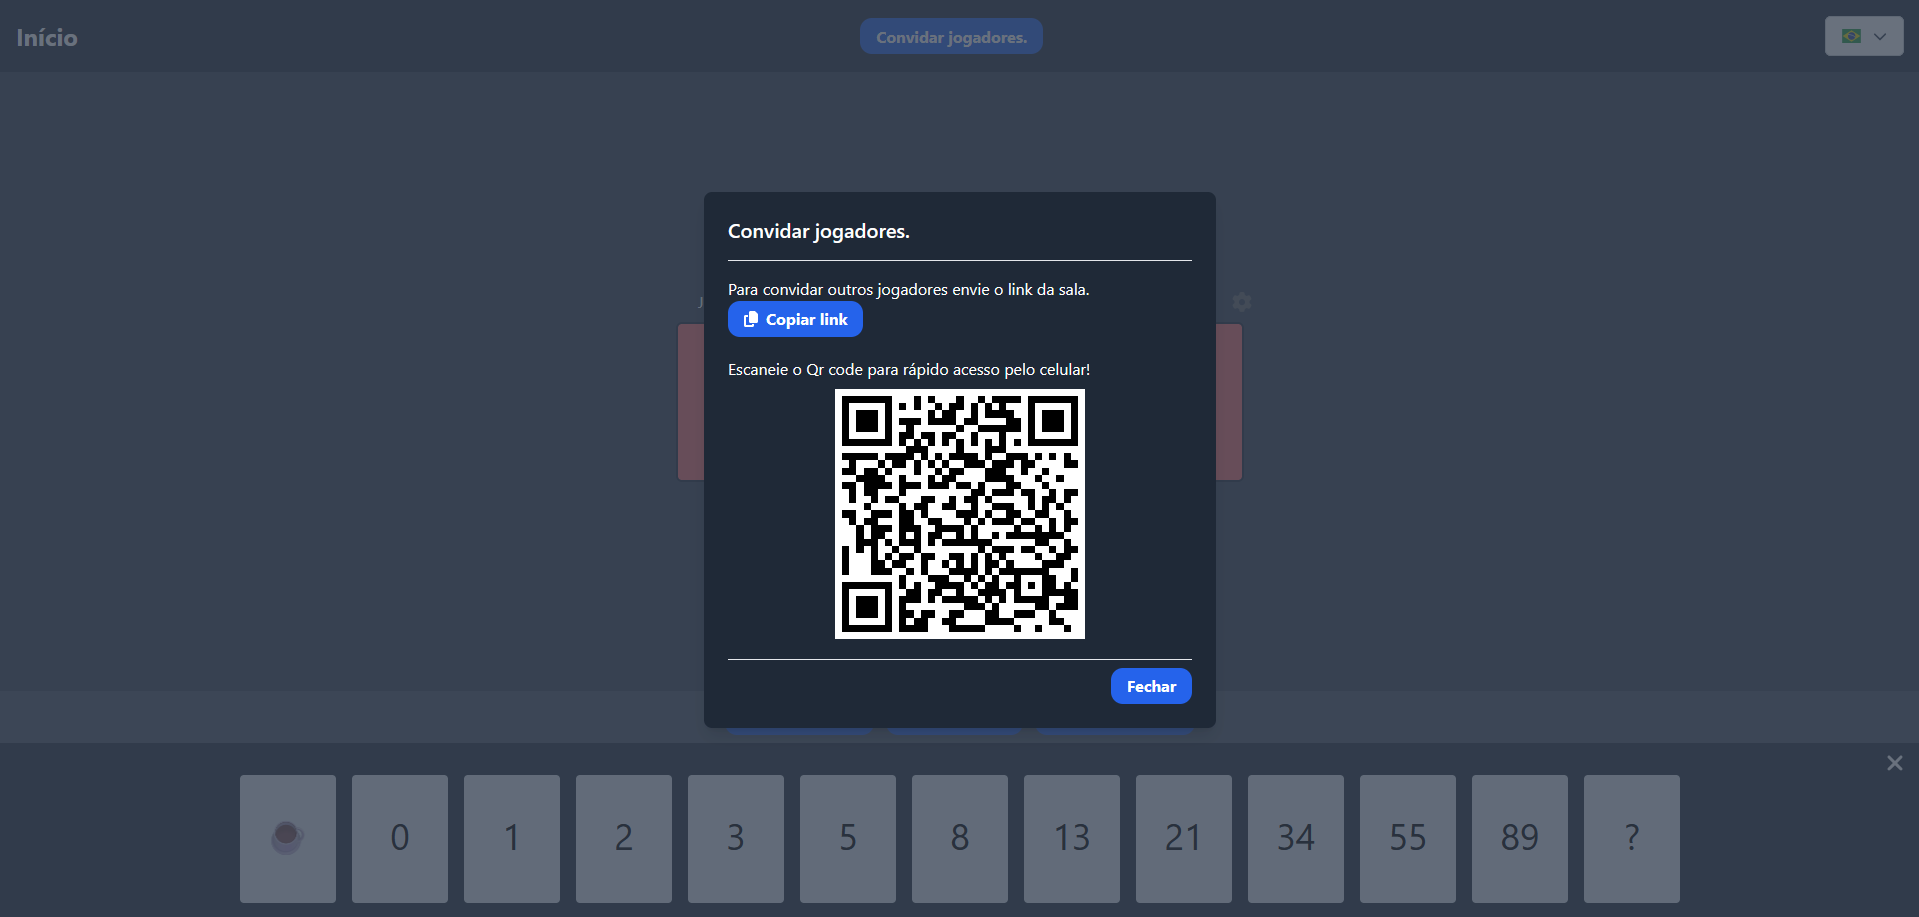 Início
Convidar jogadores.
Convidar jogadores.
Para convidar outros jogadores envie o link da sala.
Copiar link
Escaneie o Qr code para rápido acesso pelo celular!
Fechar
0 1 2 3 5 8 13 21 34 55 89 ?